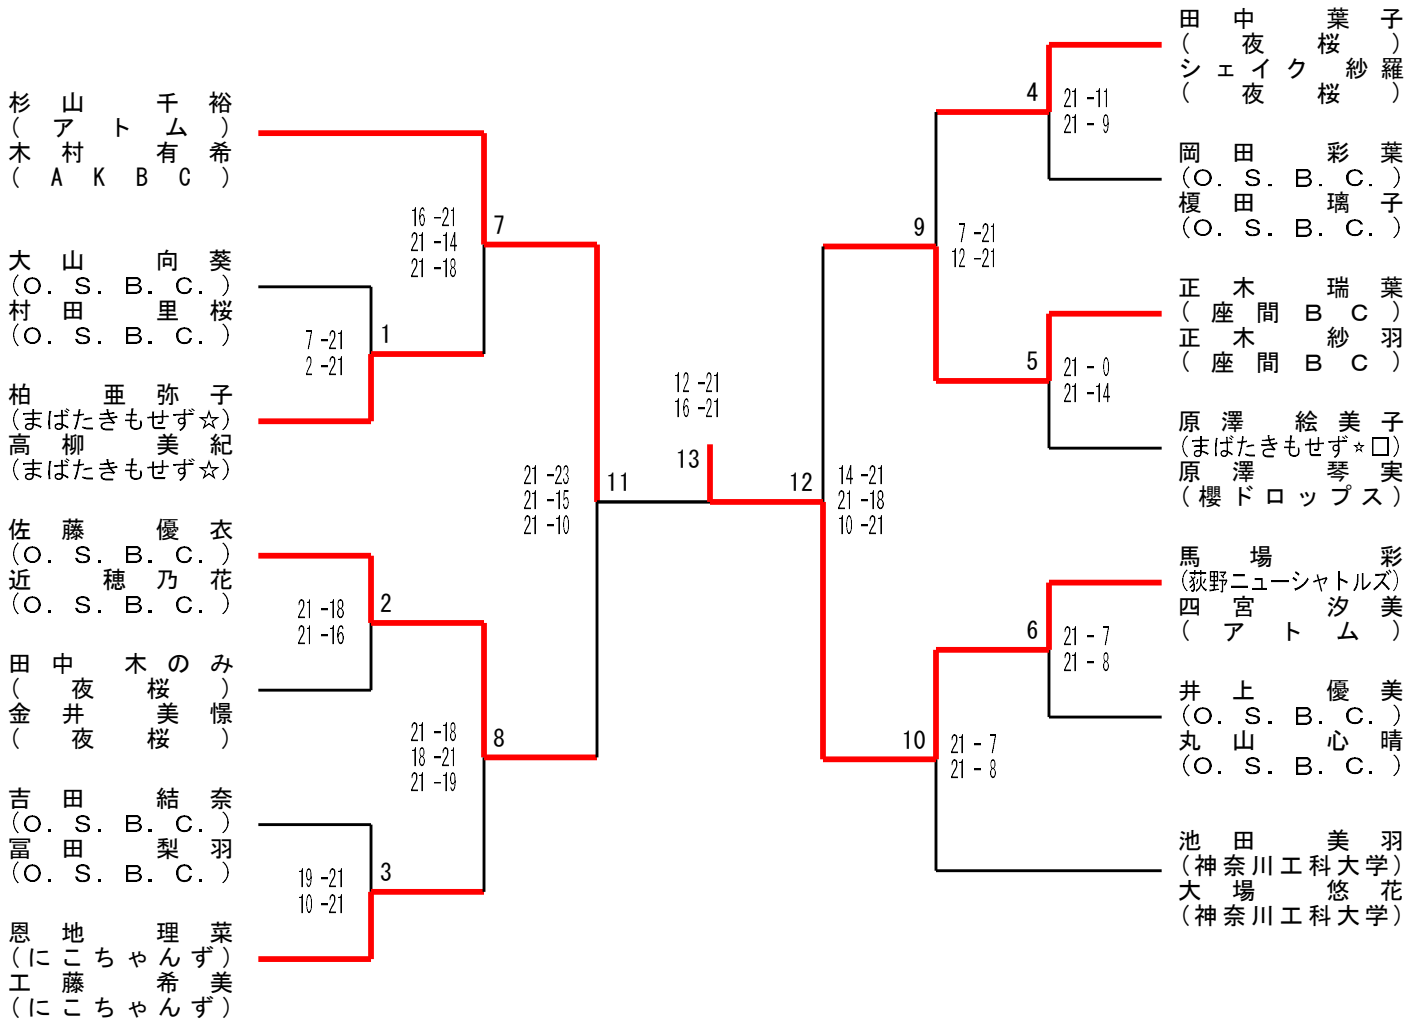 杉山 千裕
(アトム)
木村 有希
(AKBC)
大山 向葵
(O.S.B.C.)
村田 里桜
(O.S.B.C.)
柏 亜弥子
(まばたきもせず☆)
高柳 美紀
(まばたきもせず☆)
佐藤 優衣
(O.S.B.C.)
近 穂乃花
(O.S.B.C.)
田中 木のみ
(夜桜)
金井 美憬
(夜桜)
吉田 結奈
(O.S.B.C.)
冨田 梨羽
(O.S.B.C.)
恩地 理菜
(にこちゃんず)
工藤 希美
(にこちゃんず)
7 -21
2 -21
1
21 -18
21 -16
2
19 -21
10 -21
3
16 -21
21 -14
21 -18
7
21 -18
18 -21
21 -19
8
21 -23
21 -15
21 -10
11
12 -21
16 -21
13
12
14 -21
21 -18
10 -21
9
7 -21
12 -21
10
21 - 7
21 - 8
4
21 -11
21 - 9
5
21 - 0
21 -14
6
21 - 7
21 - 8
田中 葉子
(夜桜)
シェイク 紗羅
(夜桜)
岡田 彩葉
(O.S.B.C.)
榎田 璃子
(O.S.B.C.)
正木 瑞葉
(座間BC)
正木 紗羽
(座間BC)
原澤 絵美子
(まばたきもせず☆□)
原澤 琴実
(櫻ドロップス)
馬場 彩
(荻野ニューシャトルズ)
四宮 汐美
(アトム)
井上 優美
(O.S.B.C.)
丸山 心晴
(O.S.B.C.)
池田 美羽
(神奈川工科大学)
大場 悠花
(神奈川工科大学)